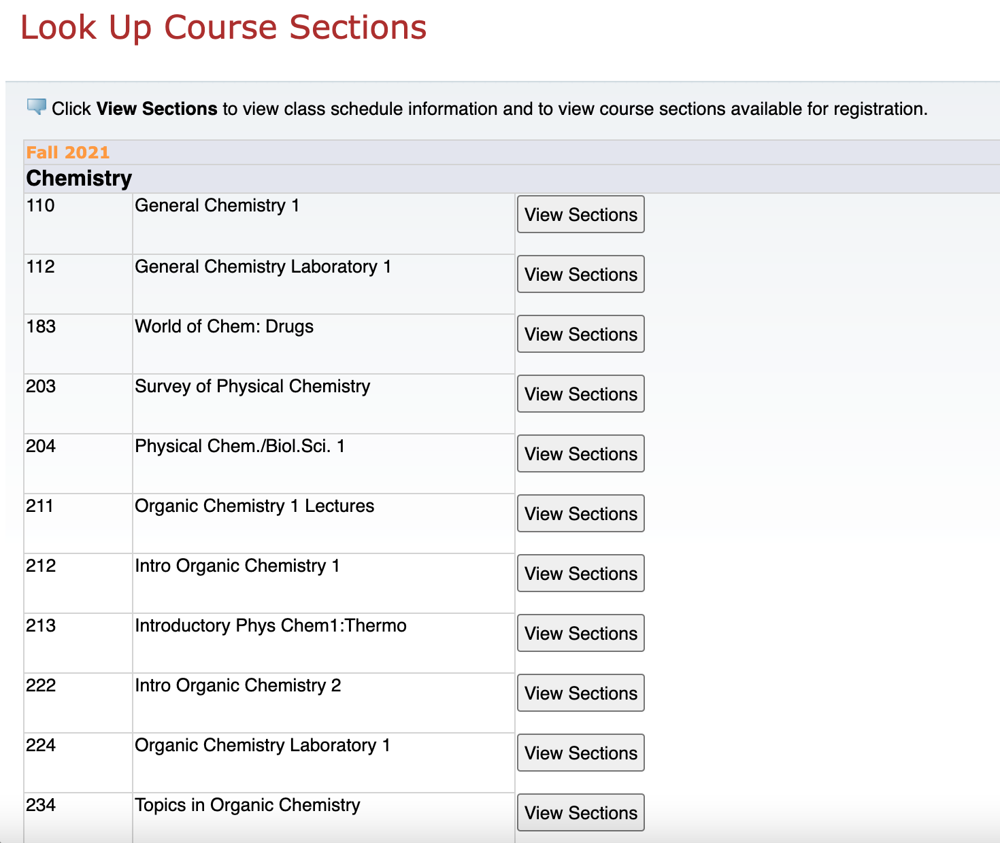 Look Up Course Sections
Click View Sections to view class schedule information and to view course sections available for registration.
Fall 2021
Chemistry
110 General Chemistry 1 View Sections
112 General Chemistry Laboratory 1 View Sections
183 World of Chem: Drugs View Sections
203 Survey of Physical Chemistry View Sections
204 Physical Chem./Biol.Sci. 1 View Sections
211 Organic Chemistry 1 Lectures View Sections
212 Intro Organic Chemistry 1 View Sections
213 Introductory Phys Chem1:Thermo View Sections
222 Intro Organic Chemistry 2 View Sections
224 Organic Chemistry Laboratory 1 View Sections
234 Topics in Organic Chemistry View Sections